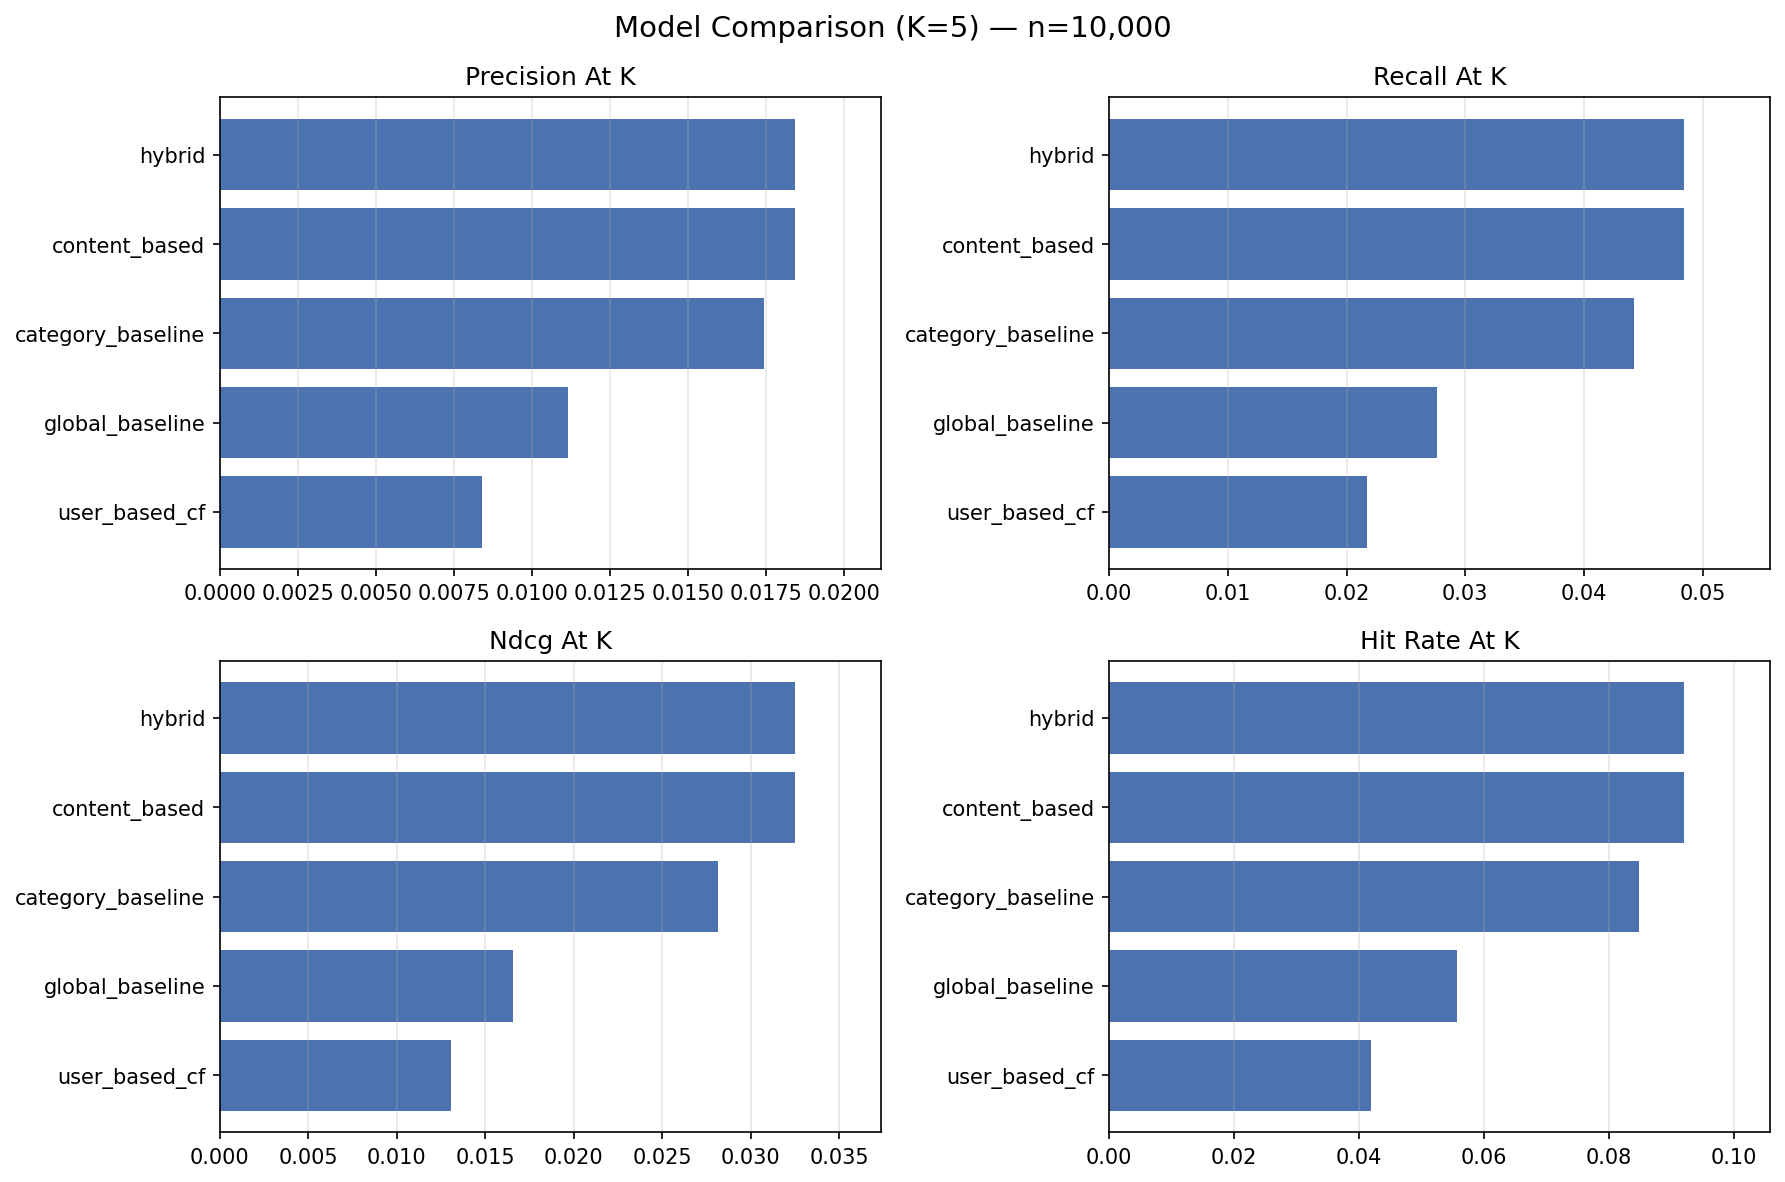 Model Comparison (K=5) — n=10,000
Precision At K
hybrid
content_based
category_baseline
global_baseline
user_based_cf
0.0000 0.0025 0.0050 0.0075 0.0100 0.0125 0.0150 0.0175 0.0200
Recall At K
hybrid
content_based
category_baseline
global_baseline
user_based_cf
0.00 0.01 0.02 0.03 0.04 0.05
Ndcg At K
hybrid
content_based
category_baseline
global_baseline
user_based_cf
0.000 0.005 0.010 0.015 0.020 0.025 0.030 0.035
Hit Rate At K
hybrid
content_based
category_baseline
global_baseline
user_based_cf
0.00 0.02 0.04 0.06 0.08 0.10